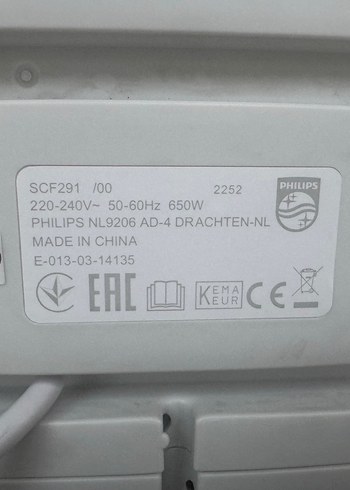 SCF291 /00 2252
220-240V~ 50-60Hz 650W
PHILIPS NL9206 AD-4 DRACHTEN-NL
MADE IN CHINA
E-013-03-14135
PHILIPS
EAC
KEMA
KEUR
CE